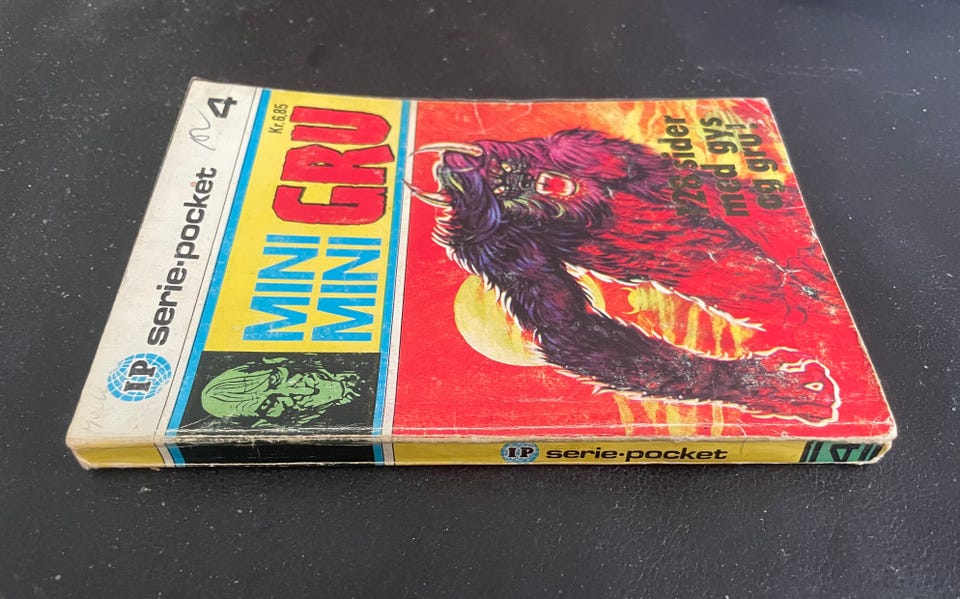 IP serie·pocket 4
MINI
MINI
GRU
Kr.6,85
128 sider
med gys
og gru!
IP serie·pocket
4